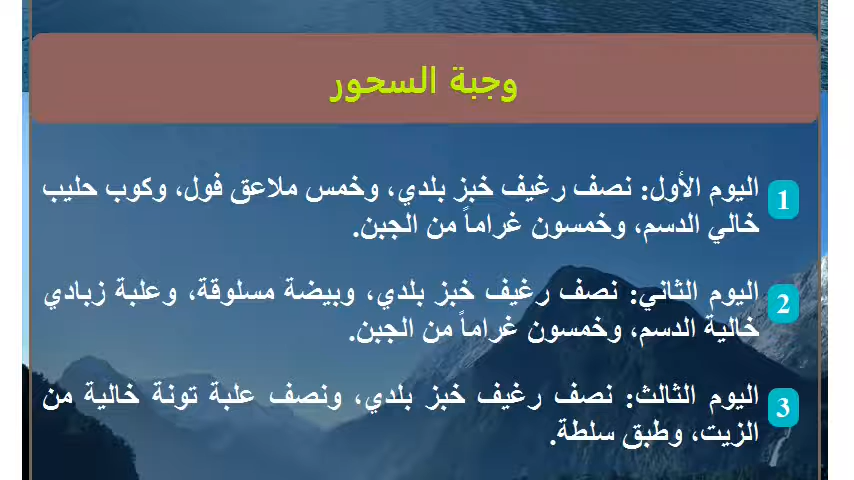 وجبة السحور
1 اليوم الأول: نصف رغيف خبز بلدي، وخمس ملاعق فول، وكوب حليب
خالي الدسم، وخمسون غراماً من الجبن.
2 اليوم الثاني: نصف رغيف خبز بلدي، وبيضة مسلوقة، وعلبة زبادي
خالية الدسم، وخمسون غراماً من الجبن.
3 اليوم الثالث: نصف رغيف خبز بلدي، ونصف علبة تونة خالية من
الزيت، وطبق سلطة.